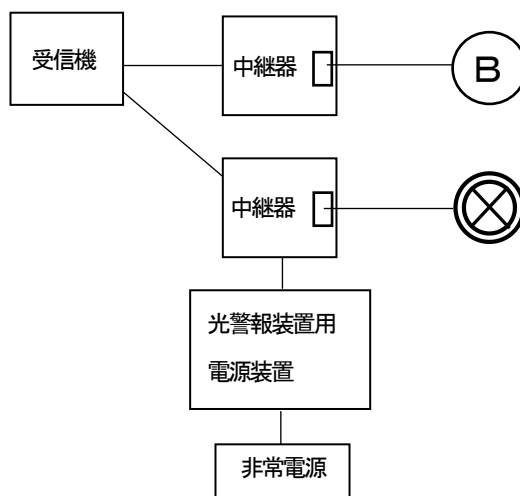 受信機
中継器
B
中継器
光警報装置用
電源装置
非常電源